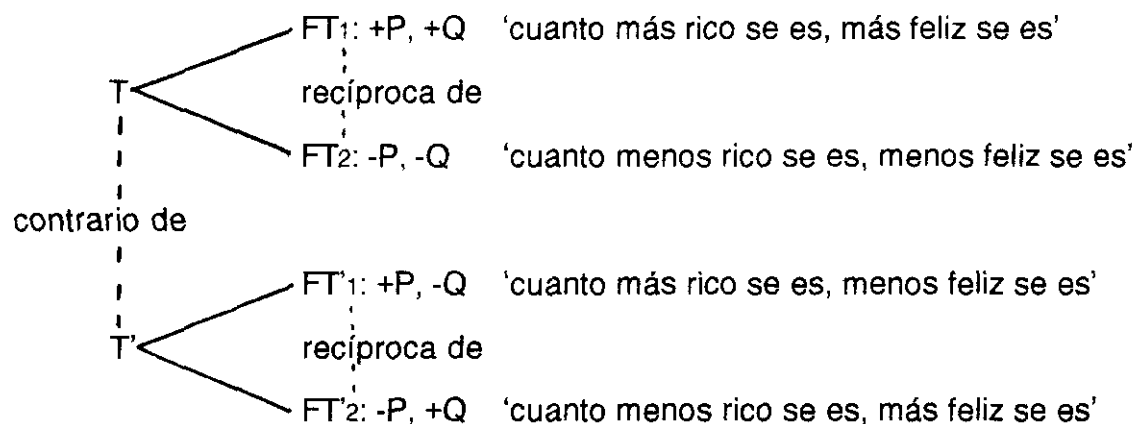 FT1: +P, +Q 'cuanto más rico se es, más feliz se es'
T recíproca de
FT2: -P, -Q 'cuanto menos rico se es, menos feliz se es'
contrario de
FT'1: +P, -Q 'cuanto más rico se es, menos feliz se es'
T' recíproca de
FT'2: -P, +Q 'cuanto menos rico se es, más feliz se es'